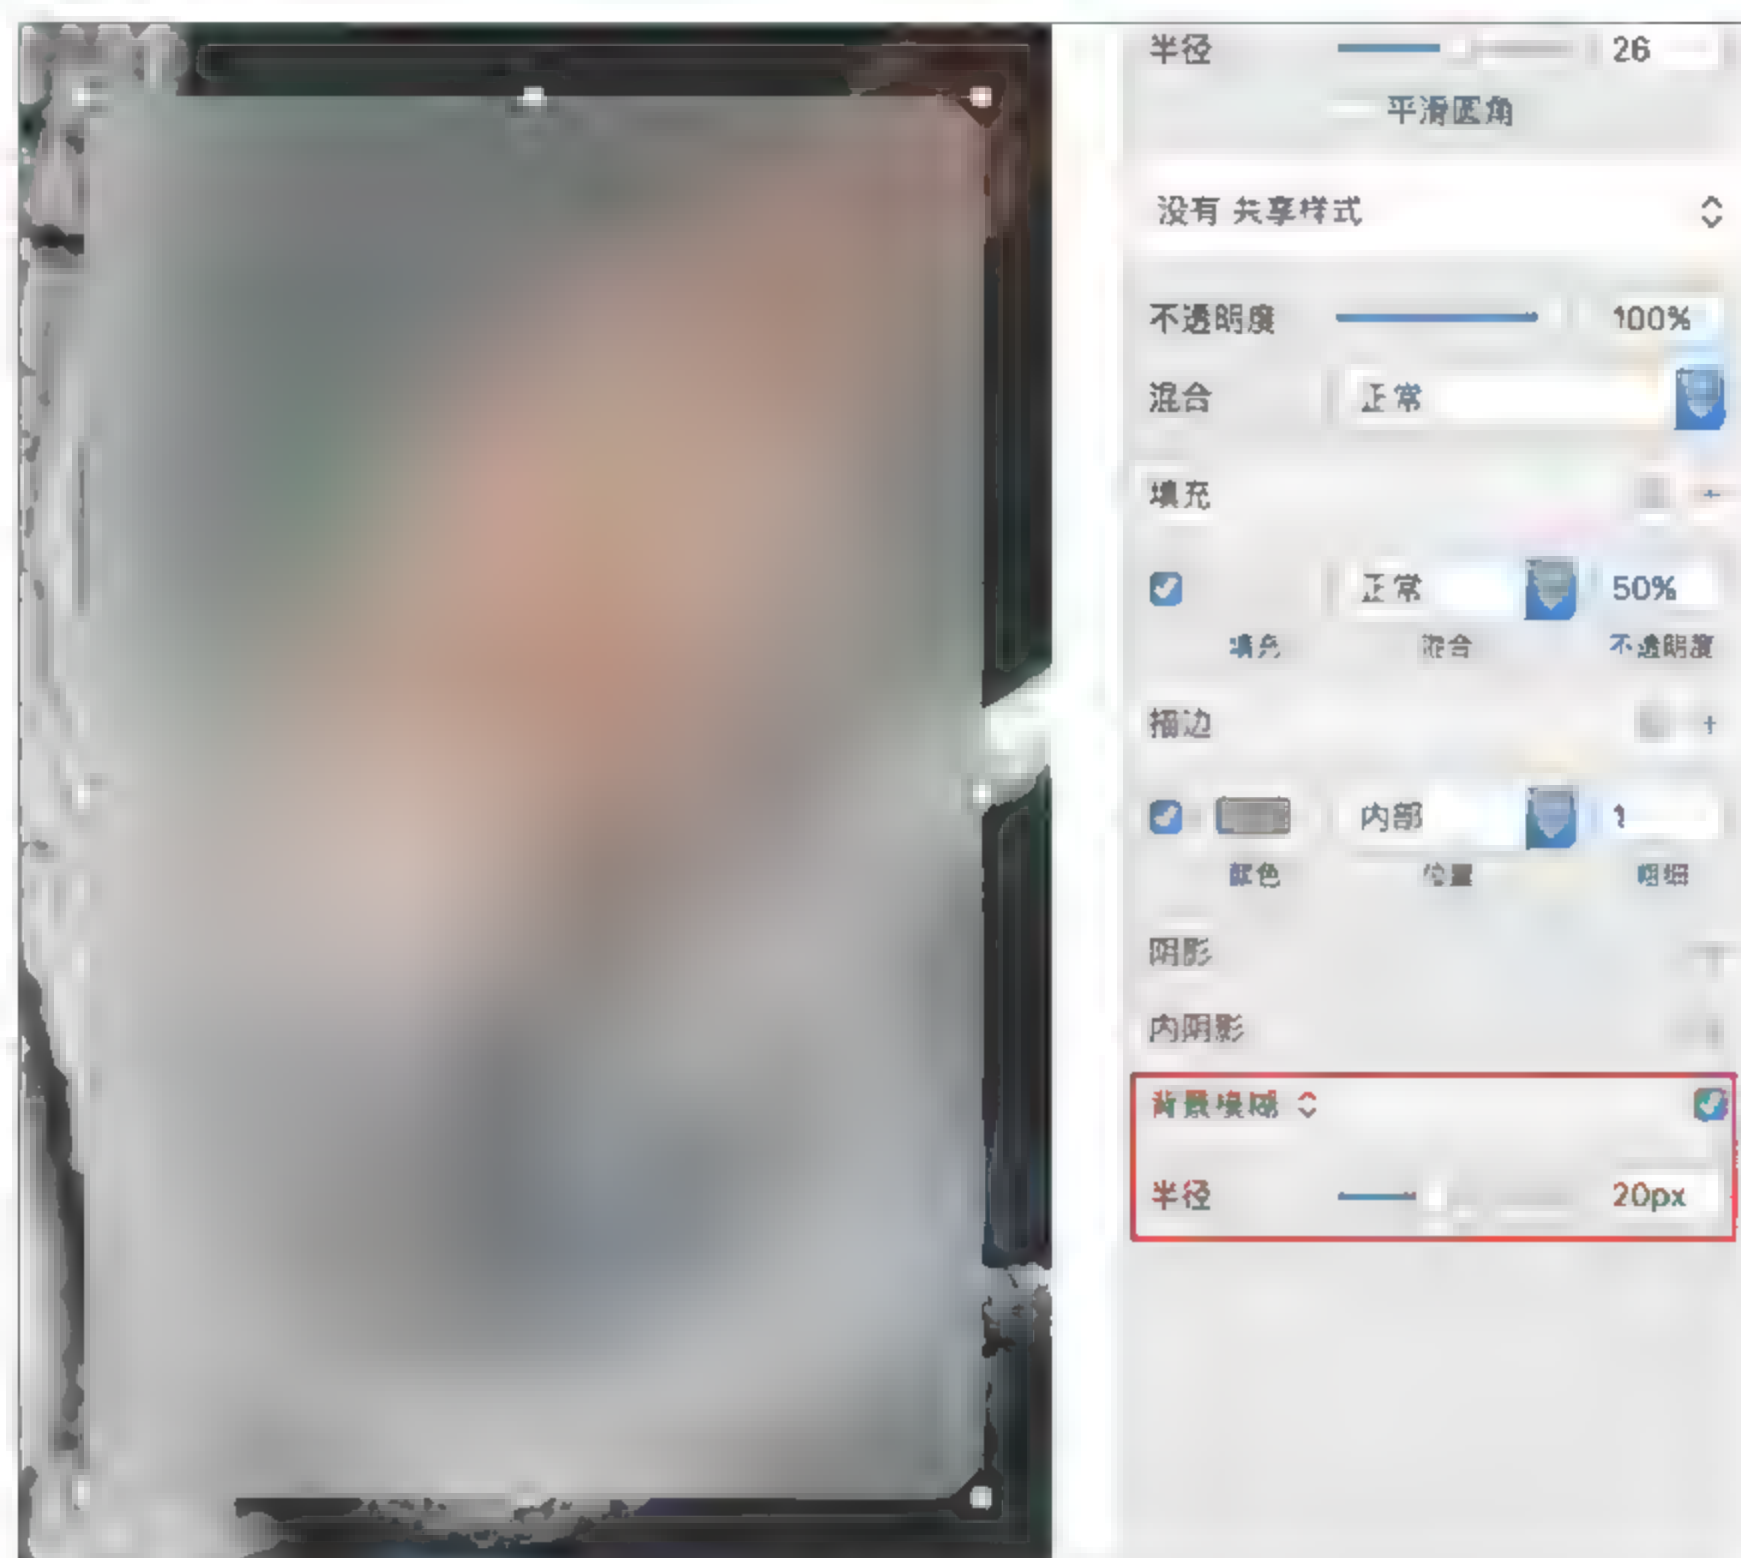 半径 26
平滑圆角
没有 共享样式
不透明度 100%
混合 正常
填充
正常 50%
填充 混合 不透明度
描边
内部 1
颜色 位置 粗细
阴影
内阴影
背景模糊
半径 20px